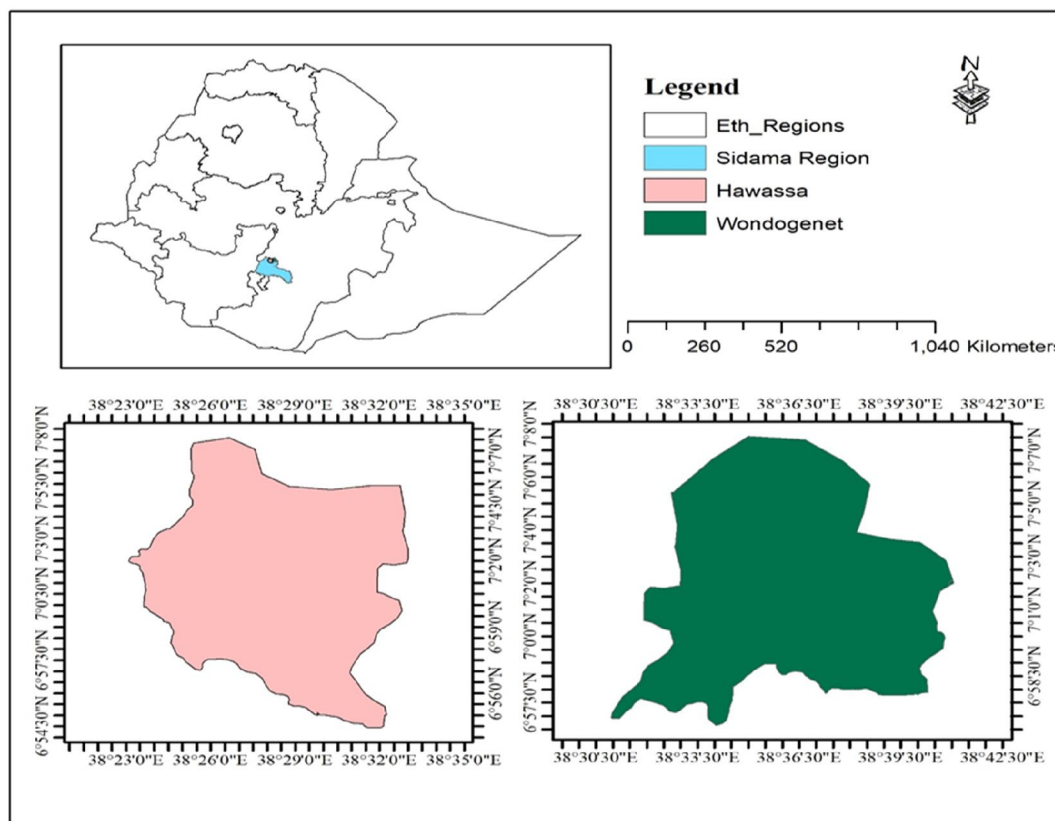 N
Legend
Eth_Regions
Sidama Region
Hawassa
Wondogenet
0 260 520 1,040 Kilometers
38°23'0"E 38°26'0"E 38°29'0"E 38°32'0"E 38°35'0"E
6°54'30"N 6°57'30"N 7°0'30"N 7°3'0"N 7°5'30"N 7°8'0"N
6°56'0"N 6°59'0"N 7°2'0"N 7°4'30"N 7°7'0"N
38°23'0"E 38°26'0"E 38°29'0"E 38°32'0"E 38°35'0"E
38°30'30"E 38°33'30"E 38°36'30"E 38°39'30"E 38°42'30"E
6°57'30"N 7°0'0"N 7°2'0"N 7°4'0"N 7°6'0"N 7°8'0"N
6°58'30"N 7°1'0"N 7°3'0"N 7°5'0"N 7°7'0"N
38°30'30"E 38°33'30"E 38°36'30"E 38°39'30"E 38°42'30"E